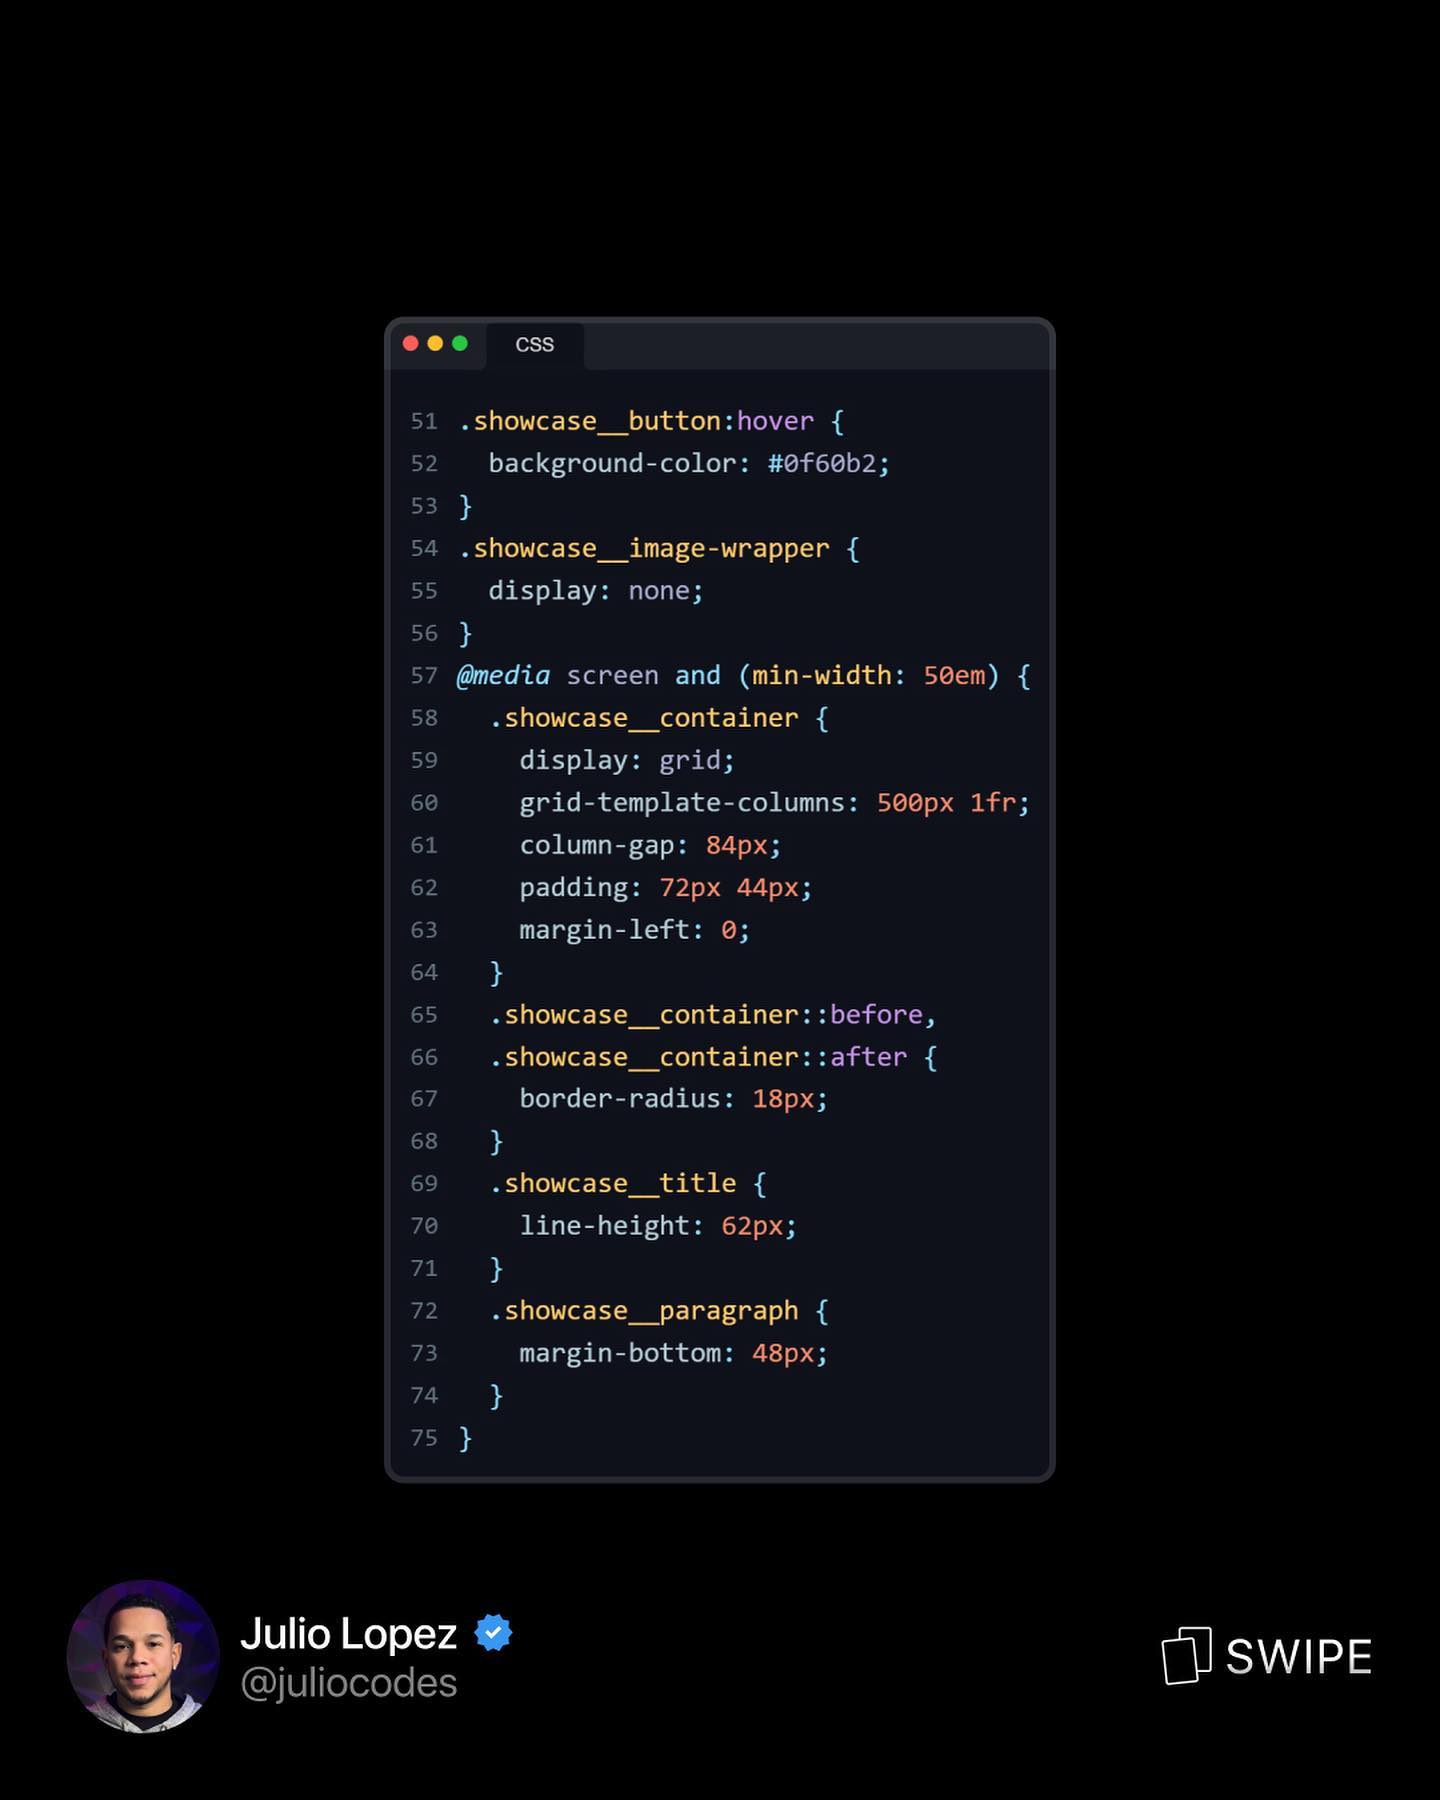 CSS
51 .showcase__button:hover {
52   background-color: #0f60b2;
53 }
54 .showcase__image-wrapper {
55   display: none;
56 }
57 @media screen and (min-width: 50em) {
58   .showcase__container {
59     display: grid;
60     grid-template-columns: 500px 1fr;
61     column-gap: 84px;
62     padding: 72px 44px;
63     margin-left: 0;
64   }
65   .showcase__container::before,
66   .showcase__container::after {
67     border-radius: 18px;
68   }
69   .showcase__title {
70     line-height: 62px;
71   }
72   .showcase__paragraph {
73     margin-bottom: 48px;
74   }
75 }
Julio Lopez
@juliocodes
SWIPE